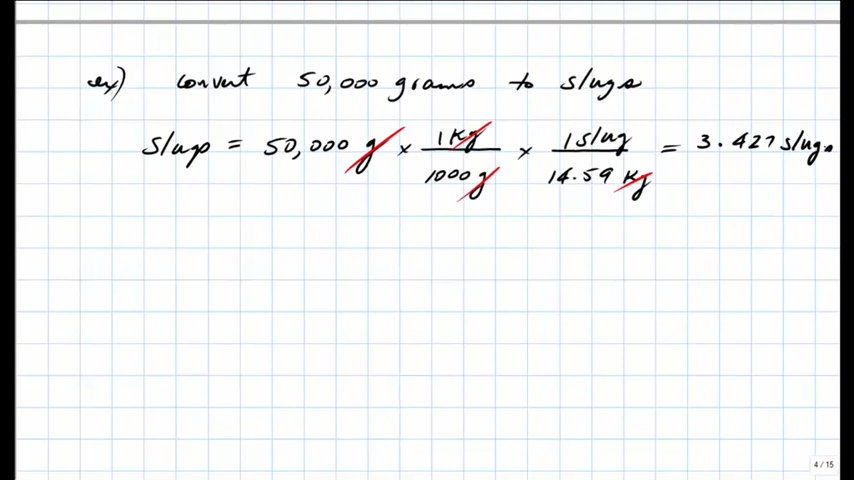 ex) convert 50,000 grams to slugs
slugs = 50,000 g × 1 kg / 1000 g × 1 slug / 14.59 kg = 3.427 slugs
4 / 15